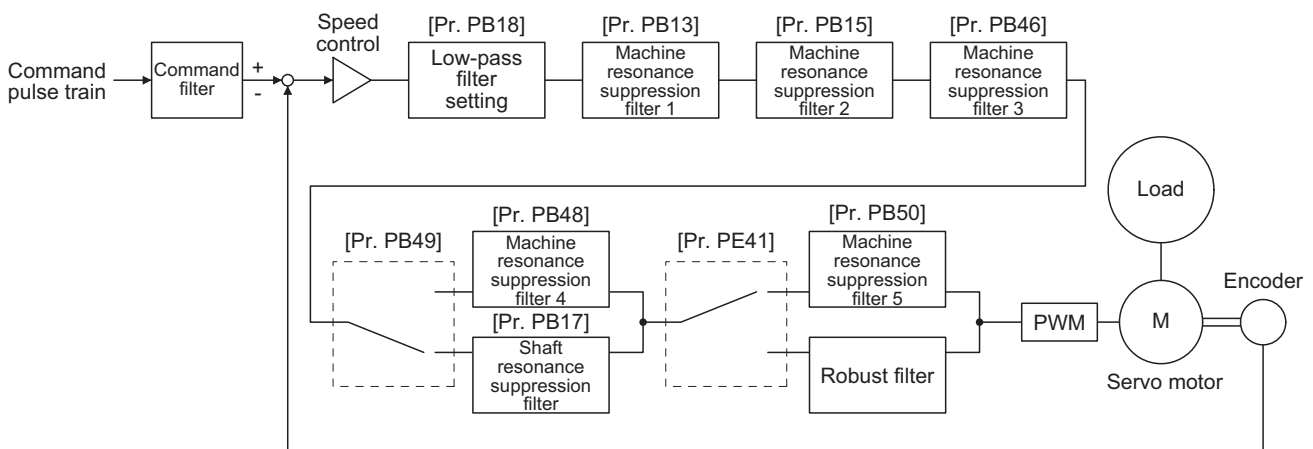 [Pr. PB18]
[Pr. PB13]
[Pr. PB15]
[Pr. PB46]
Speed
control
Command
pulse train
Command
filter
+
-
Low-pass
filter
setting
Machine
resonance
suppression
filter 1
Machine
resonance
suppression
filter 2
Machine
resonance
suppression
filter 3
Load
[Pr. PB49]
[Pr. PB48]
Machine
resonance
suppression
filter 4
[Pr. PB17]
Shaft
resonance
suppression
filter
[Pr. PE41]
[Pr. PB50]
Machine
resonance
suppression
filter 5
Robust filter
PWM
M
Servo motor
Encoder